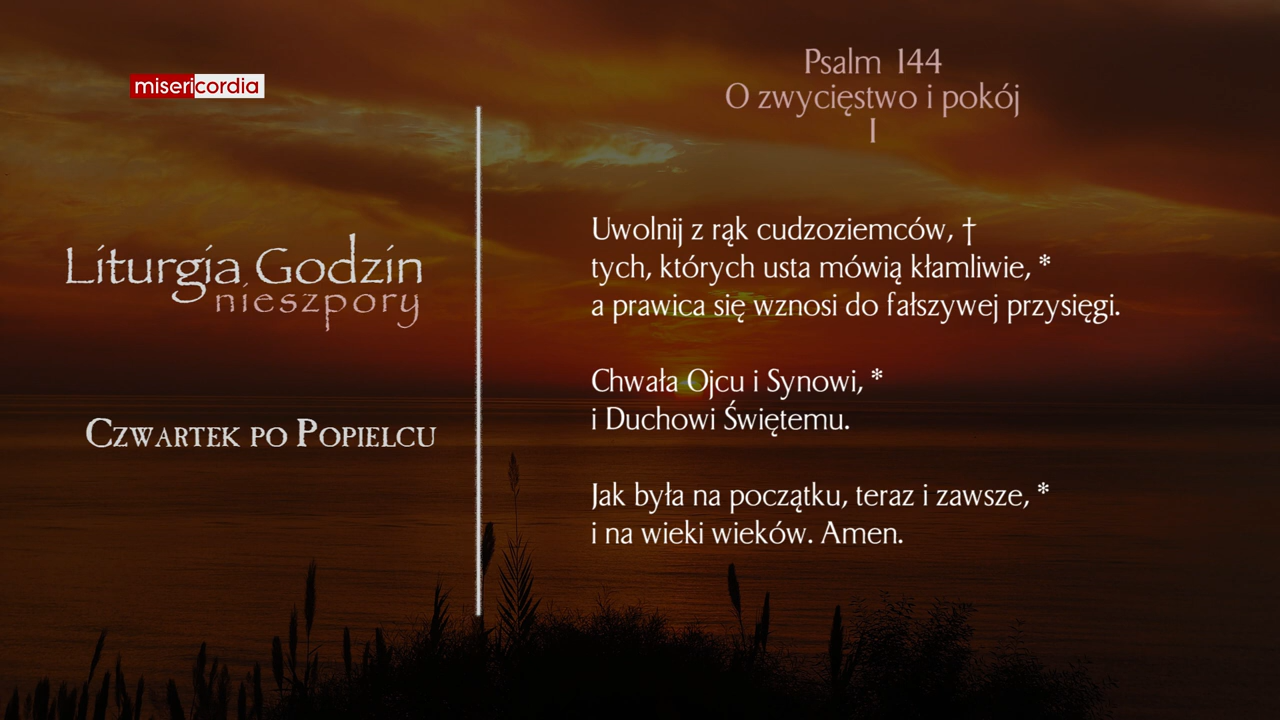 misericordia
Liturgia Godzin
nieszpory
Czwartek po Popielcu
Psalm 144
O zwycięstwo i pokój
I
Uwolnij z rąk cudzoziemców, †
tych, których usta mówią kłamliwie, *
a prawica się wznosi do fałszywej przysięgi.
Chwała Ojcu i Synowi, *
i Duchowi Świętemu.
Jak była na początku, teraz i zawsze, *
i na wieki wieków. Amen.